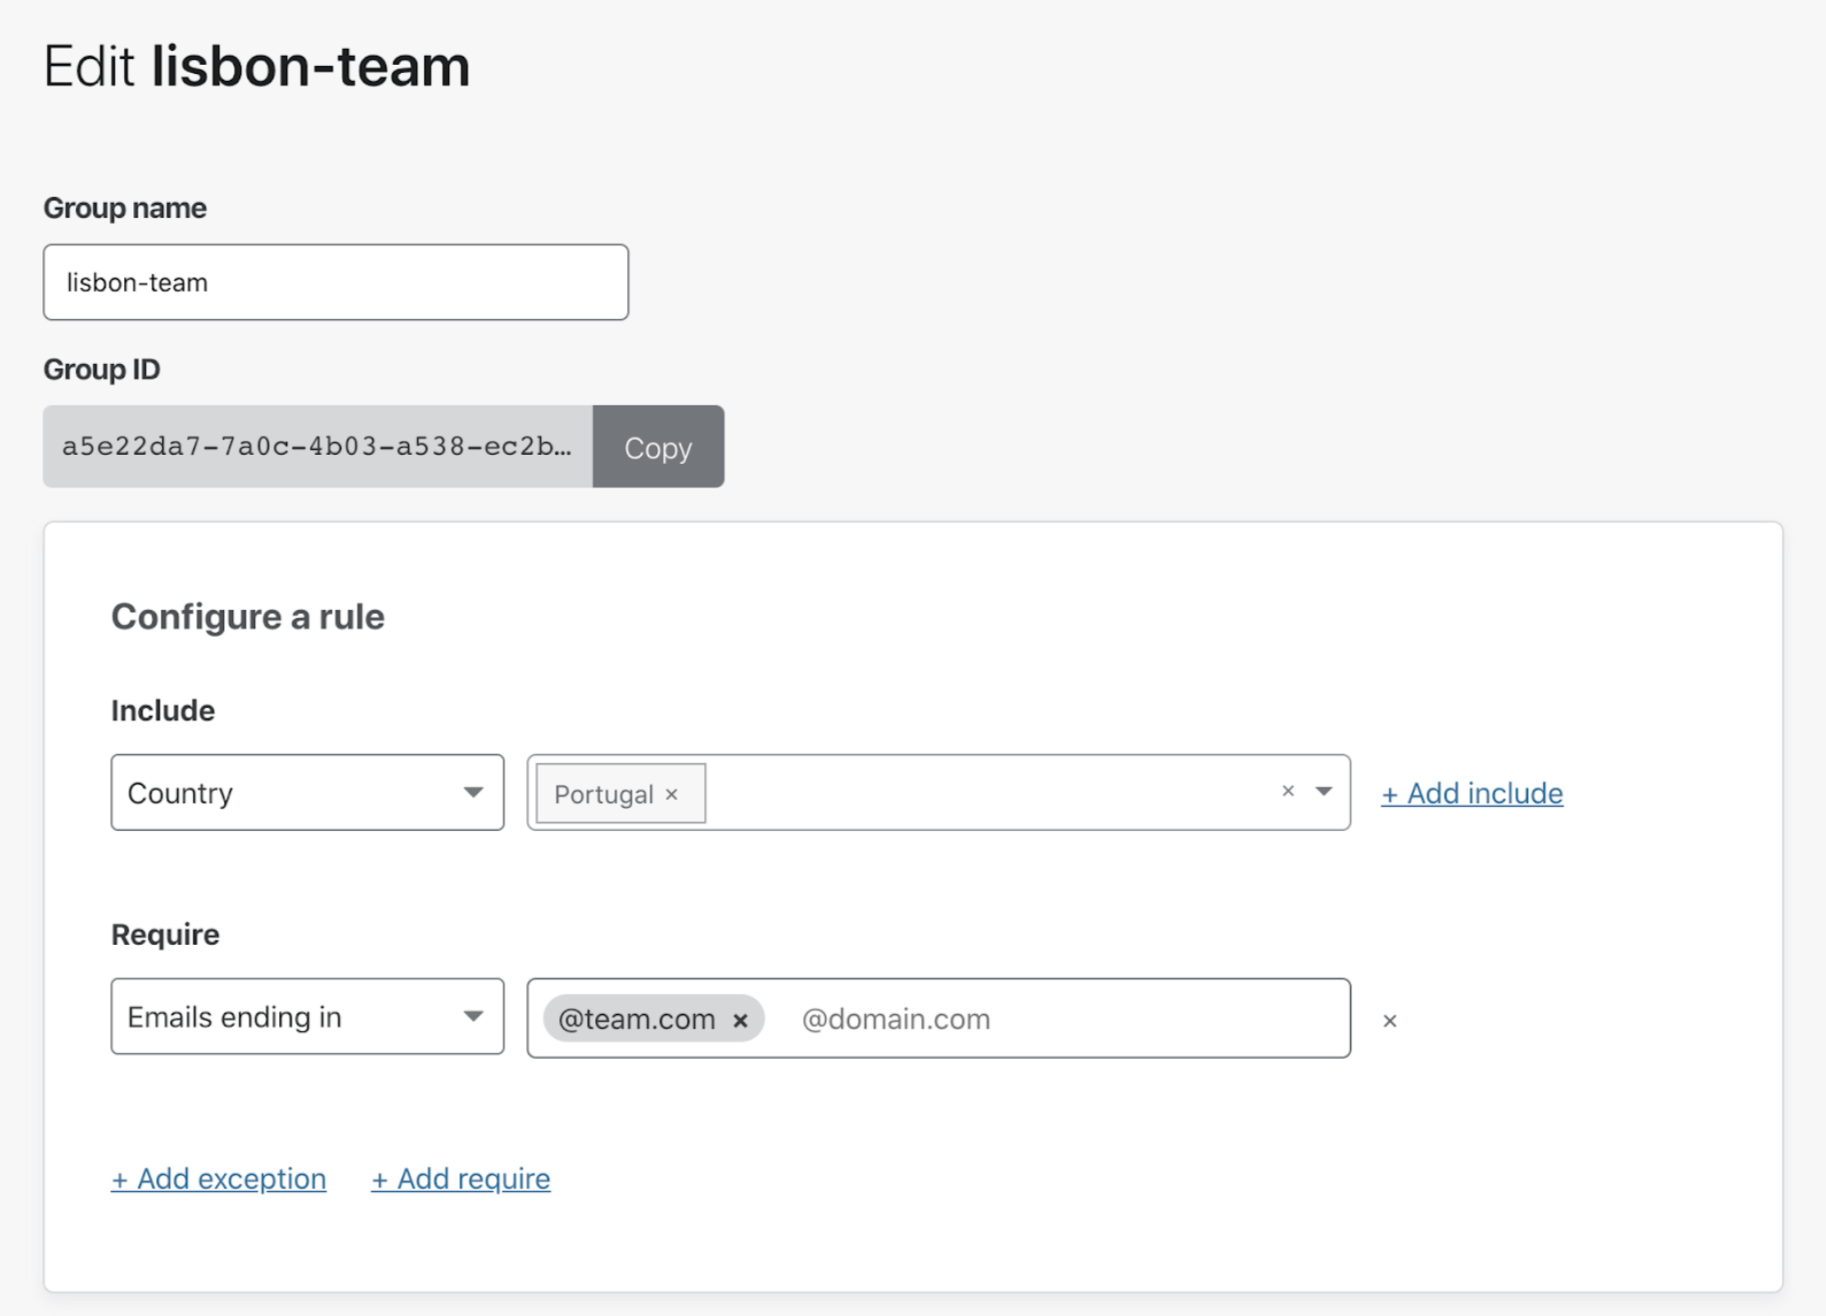 Edit lisbon-team
Group name
lisbon-team
Group ID
a5e22da7-7a0c-4b03-a538-ec2b… Copy
Configure a rule
Include
Country Portugal × × + Add include
Require
Emails ending in @team.com × @domain.com ×
+ Add exception + Add require